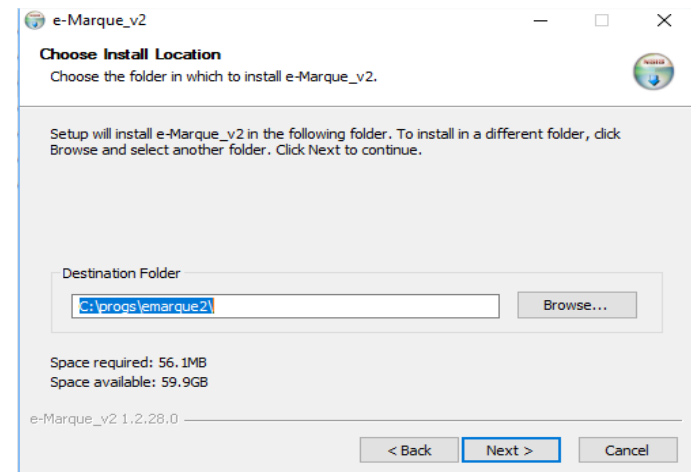 e-Marque_v2
Choose Install Location
Choose the folder in which to install e-Marque_v2.
Setup will install e-Marque_v2 in the following folder. To install in a different folder, click
Browse and select another folder. Click Next to continue.
Destination Folder
C:\progs\emarque2\
Browse...
Space required: 56.1MB
Space available: 59.9GB
e-Marque_v2 1.2.28.0
< Back
Next >
Cancel